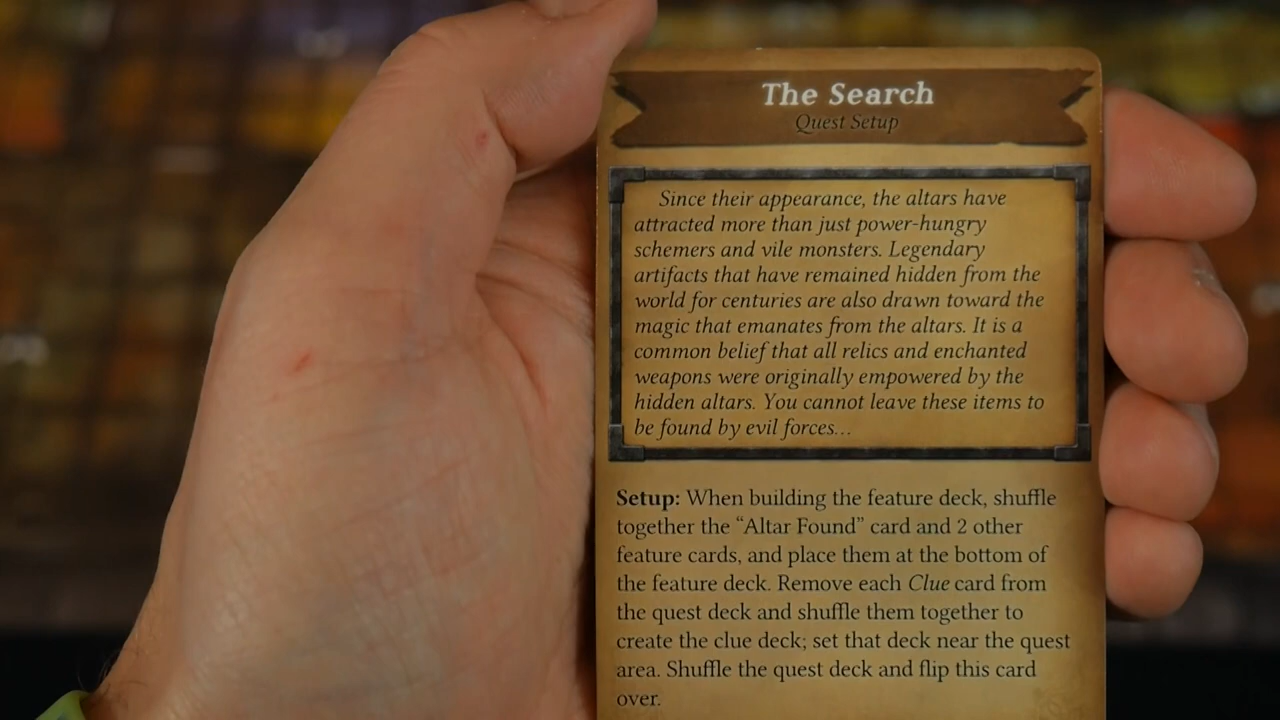 The Search
Quest Setup
Since their appearance, the altars have
attracted more than just power-hungry
schemers and vile monsters. Legendary
artifacts that have remained hidden from the
world for centuries are also drawn toward the
magic that emanates from the altars. It is a
common belief that all relics and enchanted
weapons were originally empowered by the
hidden altars. You cannot leave these items to
be found by evil forces…
Setup: When building the feature deck, shuffle
together the “Altar Found” card and 2 other
feature cards, and place them at the bottom of
the feature deck. Remove each Clue card from
the quest deck and shuffle them together to
create the clue deck; set that deck near the quest
area. Shuffle the quest deck and flip this card
over.